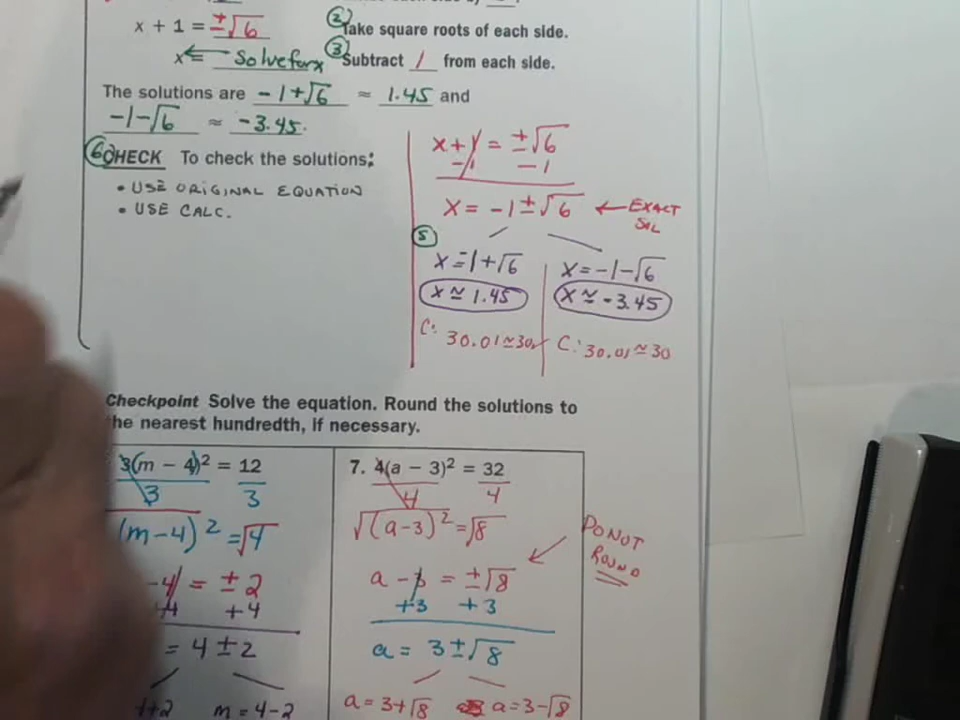 x + 1 = ±√6
② Take square roots of each side.
x = Solve for x
③ Subtract 1 from each side.
The solutions are -1+√6 ≈ 1.45 and
-1-√6 ≈ -3.45.
⑥ CHECK To check the solutions:
• USE ORIGINAL EQUATION
• USE CALC.
x+1 = ±√6
-1 -1
x = -1 ± √6 ← EXACT
SOL
⑤
x = -1+√6
x ≈ 1.45
C: 30.01≈30
x = -1-√6
x ≈ -3.45
C: 30.01≈30
Checkpoint Solve the equation. Round the solutions to
the nearest hundredth, if necessary.
3(m - 4)² = 12
3 3
(m-4)² = √4
-4 = ±2
+4 +4
= 4 ± 2
+2 m = 4-2
7. 4(a - 3)² = 32
4 4
√(a-3)² = √8
a - 3 = ±√8
+3 +3
a = 3 ± √8
a = 3+√8 a = 3-√8
DO NOT
ROUND